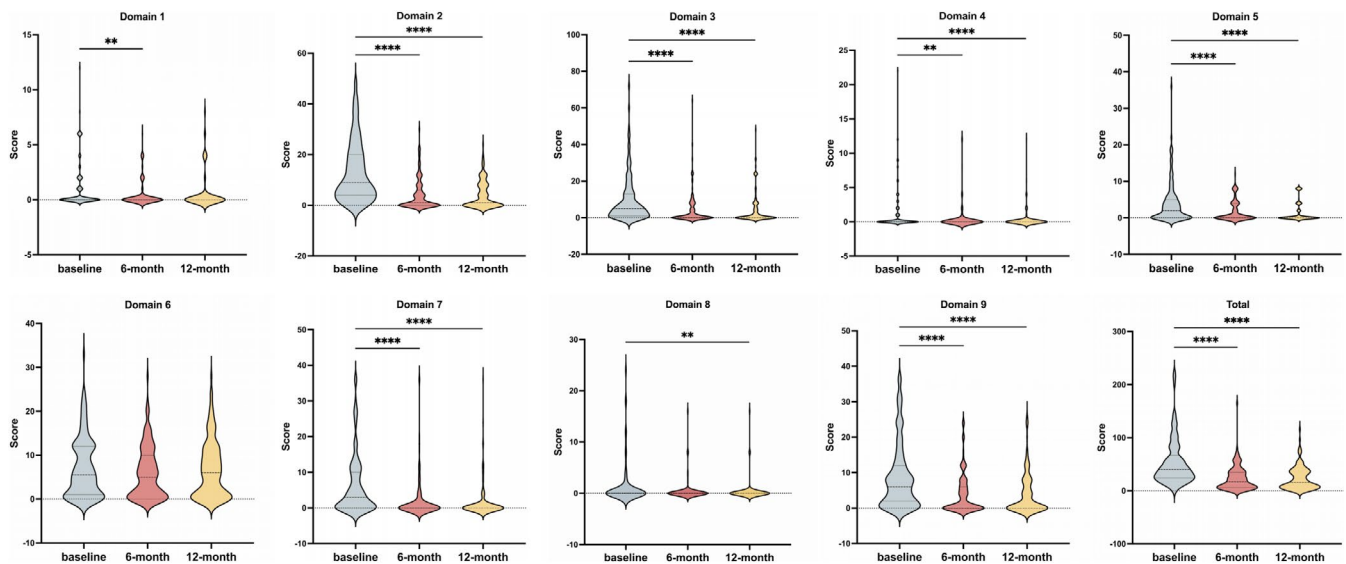 Domain 1
Score
15
10
5
0
-5
**
baseline 6-month 12-month
Domain 2
Score
60
40
20
0
-20
****
****
baseline 6-month 12-month
Domain 3
Score
100
80
60
40
20
0
-20
****
****
baseline 6-month 12-month
Domain 4
Score
25
20
15
10
5
0
-5
****
**
baseline 6-month 12-month
Domain 5
Score
50
40
30
20
10
0
-10
****
****
baseline 6-month 12-month
Domain 6
Score
40
30
20
10
0
-10
baseline 6-month 12-month
Domain 7
Score
50
40
30
20
10
0
-10
****
****
baseline 6-month 12-month
Domain 8
Score
30
20
10
0
-10
**
baseline 6-month 12-month
Domain 9
Score
50
40
30
20
10
0
-10
****
****
baseline 6-month 12-month
Total
Score
300
200
100
0
-100
****
****
baseline 6-month 12-month